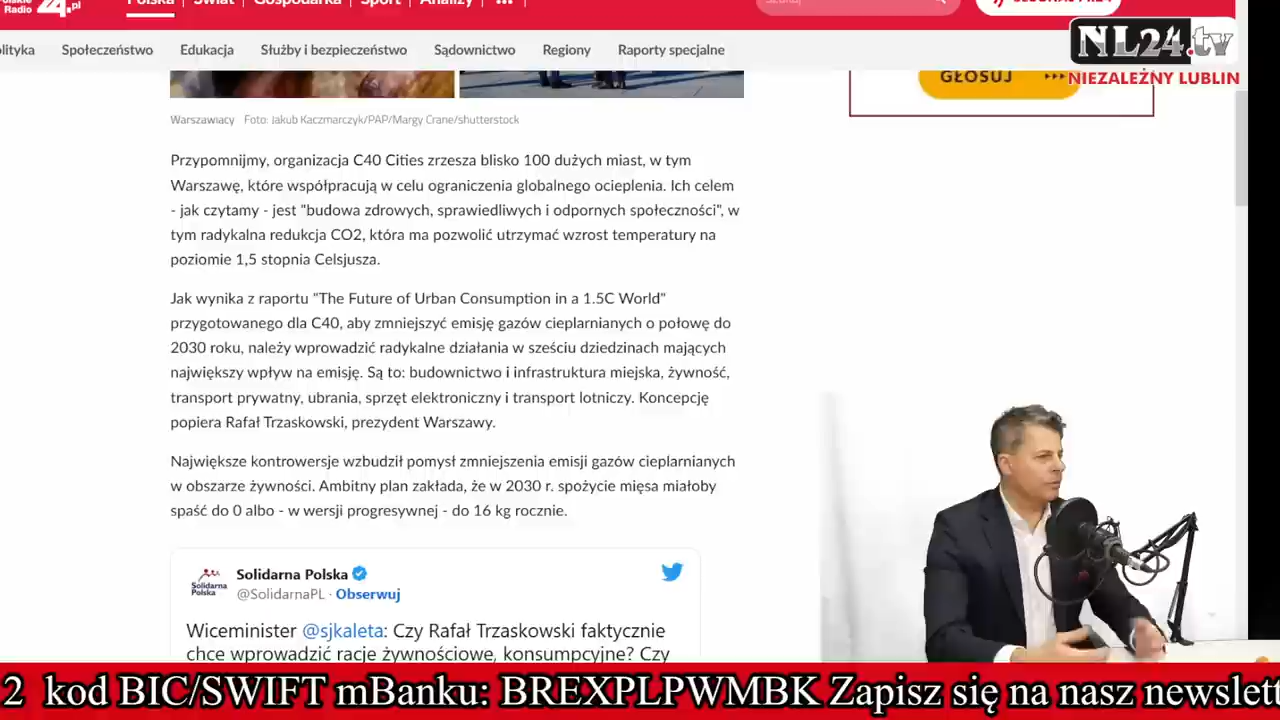 Radio 24.pl
Polska Świat Gospodarka Sport Analizy ...
Szukaj
NL24.tv
NIEZALEŻNY LUBLIN
lityka Społeczeństwo Edukacja Służby i bezpieczeństwo Sądownictwo Regiony Raporty specjalne
GŁOSUJ
Warszawiacy Foto: Jakub Kaczmarczyk/PAP/Margy Crane/shutterstock
Przypomnijmy, organizacja C40 Cities zrzesza blisko 100 dużych miast, w tym
Warszawę, które współpracują w celu ograniczenia globalnego ocieplenia. Ich celem
- jak czytamy - jest "budowa zdrowych, sprawiedliwych i odpornych społeczności", w
tym radykalna redukcja CO2, która ma pozwolić utrzymać wzrost temperatury na
poziomie 1,5 stopnia Celsjusza.
Jak wynika z raportu "The Future of Urban Consumption in a 1.5C World"
przygotowanego dla C40, aby zmniejszyć emisję gazów cieplarnianych o połowę do
2030 roku, należy wprowadzić radykalne działania w sześciu dziedzinach mających
największy wpływ na emisję. Są to: budownictwo i infrastruktura miejska, żywność,
transport prywatny, ubrania, sprzęt elektroniczny i transport lotniczy. Koncepcję
popiera Rafał Trzaskowski, prezydent Warszawy.
Największe kontrowersje wzbudził pomysł zmniejszenia emisji gazów cieplarnianych
w obszarze żywności. Ambitny plan zakłada, że w 2030 r. spożycie mięsa miałoby
spaść do 0 albo - w wersji progresywnej - do 16 kg rocznie.
Solidarna Polska
Solidarna Polska
@SolidarnaPL · Obserwuj
Wiceminister @sjkaleta: Czy Rafał Trzaskowski faktycznie
chce wprowadzić racje żywnościowe, konsumpcyjne? Czy
2 kod BIC/SWIFT mBanku: BREXPLPWMBK Zapisz się na nasz newslett